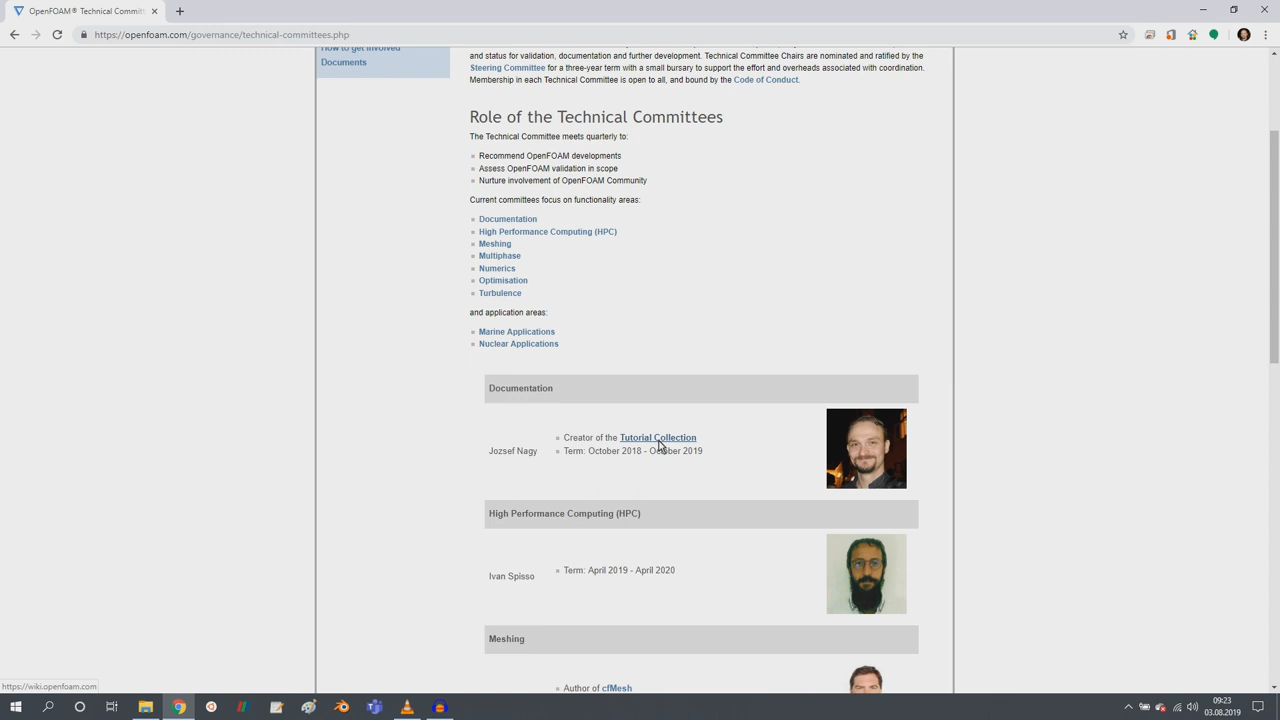 OpenFOAM® Technical Committ
https://openfoam.com/governance/technical-committees.php
How to get involved
Documents
and status for validation, documentation and further development. Technical Committee Chairs are nominated and ratified by the
Steering Committee for a three-year term with a small bursary to support the effort and overheads associated with coordination.
Membership in each Technical Committee is open to all, and bound by the Code of Conduct.
Role of the Technical Committees
The Technical Committee meets quarterly to:
Recommend OpenFOAM developments
Assess OpenFOAM validation in scope
Nurture involvement of OpenFOAM Community
Current committees focus on functionality areas:
Documentation
High Performance Computing (HPC)
Meshing
Multiphase
Numerics
Optimisation
Turbulence
and application areas:
Marine Applications
Nuclear Applications
Documentation
Creator of the Tutorial Collection
Jozsef Nagy
Term: October 2018 - October 2019
High Performance Computing (HPC)
Term: April 2019 - April 2020
Ivan Spisso
Meshing
Author of cfMesh
https://wiki.openfoam.com
09:23
03.08.2019